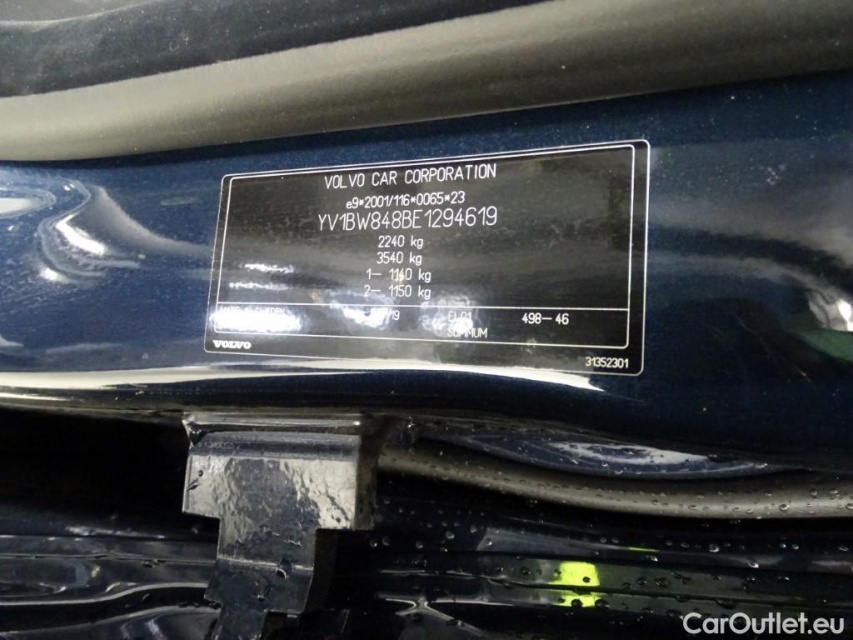 VOLVO CAR CORPORATION
e9*2001/116*0065*23
YV1BW848BE1294619
2240 kg
3540 kg
1- 1140 kg
2- 1150 kg
498-46
SUMMUM
VOLVO
31352301
CarOutlet.eu